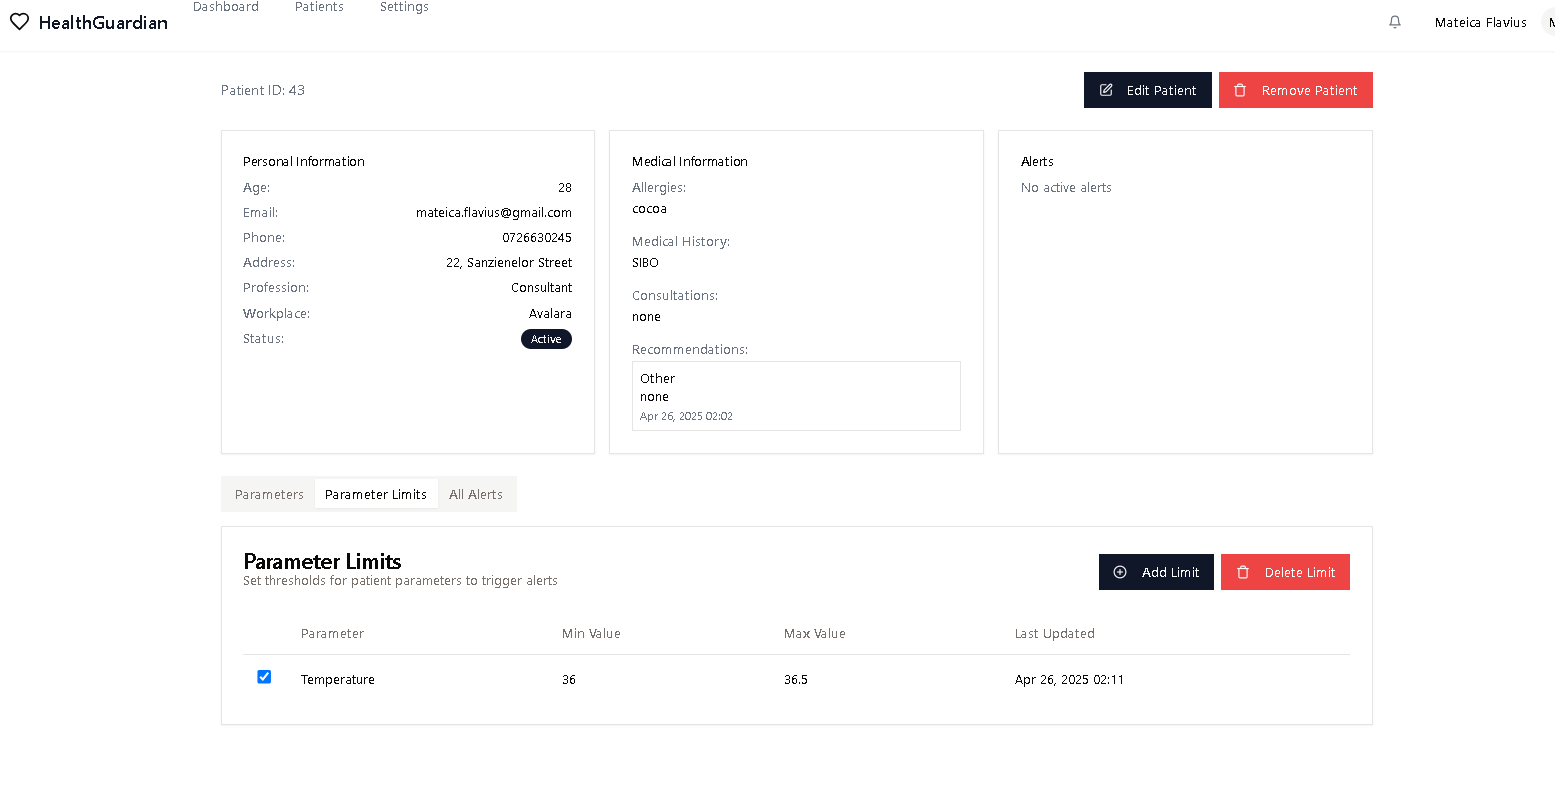 HealthGuardian
Dashboard Patients Settings
Mateica Flavius M
Patient ID: 43
Edit Patient
Remove Patient
Personal Information
Age: 28
Email: mateica.flavius@gmail.com
Phone: 0726630245
Address: 22, Sanzienelor Street
Profession: Consultant
Workplace: Avalara
Status: Active
Medical Information
Allergies:
cocoa
Medical History:
SIBO
Consultations:
none
Recommendations:
Other
none
Apr 26, 2025 02:02
Alerts
No active alerts
Parameters Parameter Limits All Alerts
Parameter Limits
Set thresholds for patient parameters to trigger alerts
Add Limit
Delete Limit
Parameter Min Value Max Value Last Updated
Temperature 36 36.5 Apr 26, 2025 02:11